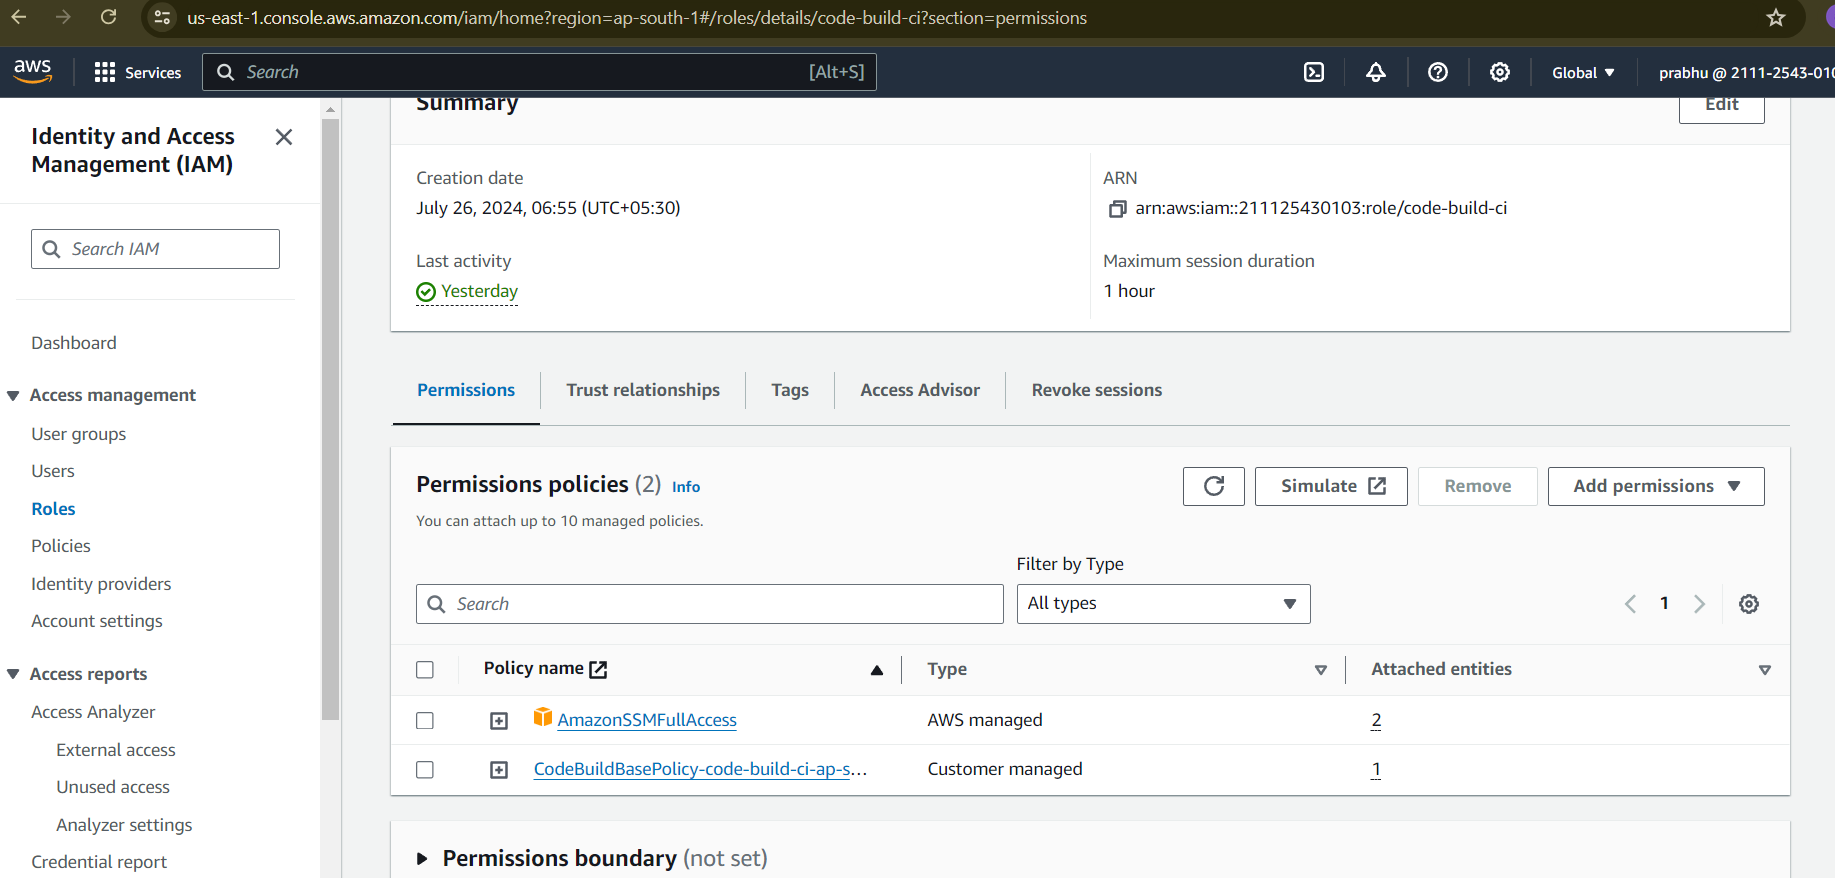 us-east-1.console.aws.amazon.com/iam/home?region=ap-south-1#/roles/details/code-build-ci?section=permissions
aws
Services
Search
[Alt+S]
Global
prabhu @ 2111-2543-010
Identity and Access
Management (IAM)
Search IAM
Dashboard
Access management
User groups
Users
Roles
Policies
Identity providers
Account settings
Access reports
Access Analyzer
External access
Unused access
Analyzer settings
Credential report
Summary
Edit
Creation date
July 26, 2024, 06:55 (UTC+05:30)
ARN
arn:aws:iam::211125430103:role/code-build-ci
Last activity
Yesterday
Maximum session duration
1 hour
Permissions
Trust relationships
Tags
Access Advisor
Revoke sessions
Permissions policies (2) Info
You can attach up to 10 managed policies.
Simulate
Remove
Add permissions
Filter by Type
Search
All types
1
Policy name
Type
Attached entities
AmazonSSMFullAccess
AWS managed
2
CodeBuildBasePolicy-code-build-ci-ap-s...
Customer managed
1
Permissions boundary (not set)